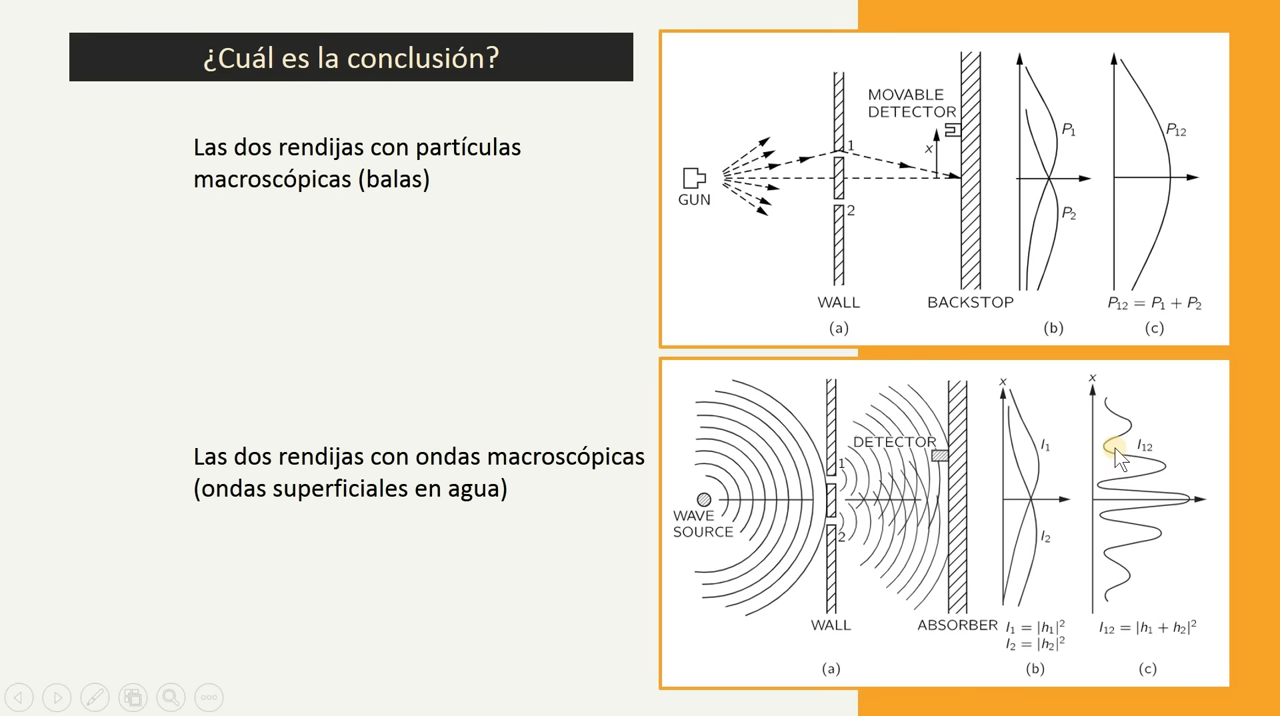 ¿Cuál es la conclusión?
Las dos rendijas con partículas
macroscópicas (balas)
MOVABLE
DETECTOR
x
1
2
GUN
WALL
BACKSTOP
P₁
P₂
P₁₂
P₁₂ = P₁ + P₂
(a)
(b)
(c)
Las dos rendijas con ondas macroscópicas
(ondas superficiales en agua)
x
x
DETECTOR
1
2
WAVE
SOURCE
I₁
I₂
I₁₂
WALL
ABSORBER
I₁ = |h₁|²
I₂ = |h₂|²
I₁₂ = |h₁ + h₂|²
(a)
(b)
(c)